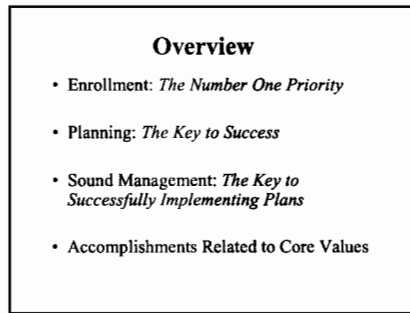 Overview
• Enrollment: The Number One Priority
• Planning: The Key to Success
• Sound Management: The Key to
Successfully Implementing Plans
• Accomplishments Related to Core Values